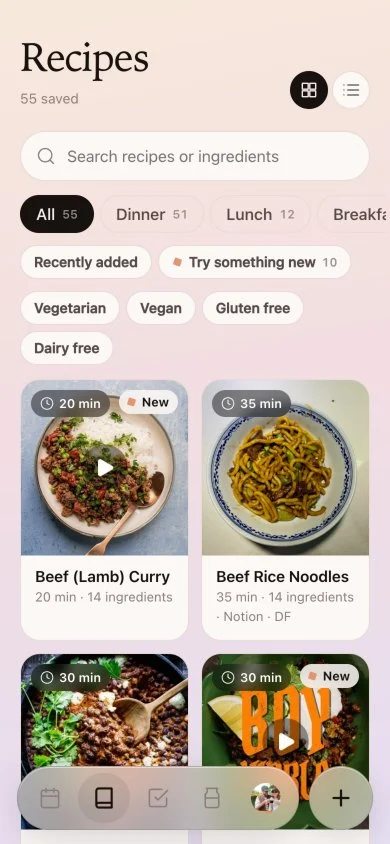 Recipes
55 saved
Search recipes or ingredients
All 55
Dinner 51
Lunch 12
Breakfa
Recently added
Try something new 10
Vegetarian
Vegan
Gluten free
Dairy free
20 min
New
35 min
Beef (Lamb) Curry
20 min · 14 ingredients
Beef Rice Noodles
35 min · 14 ingredients
· Notion · DF
30 min
30 min
New
BOY